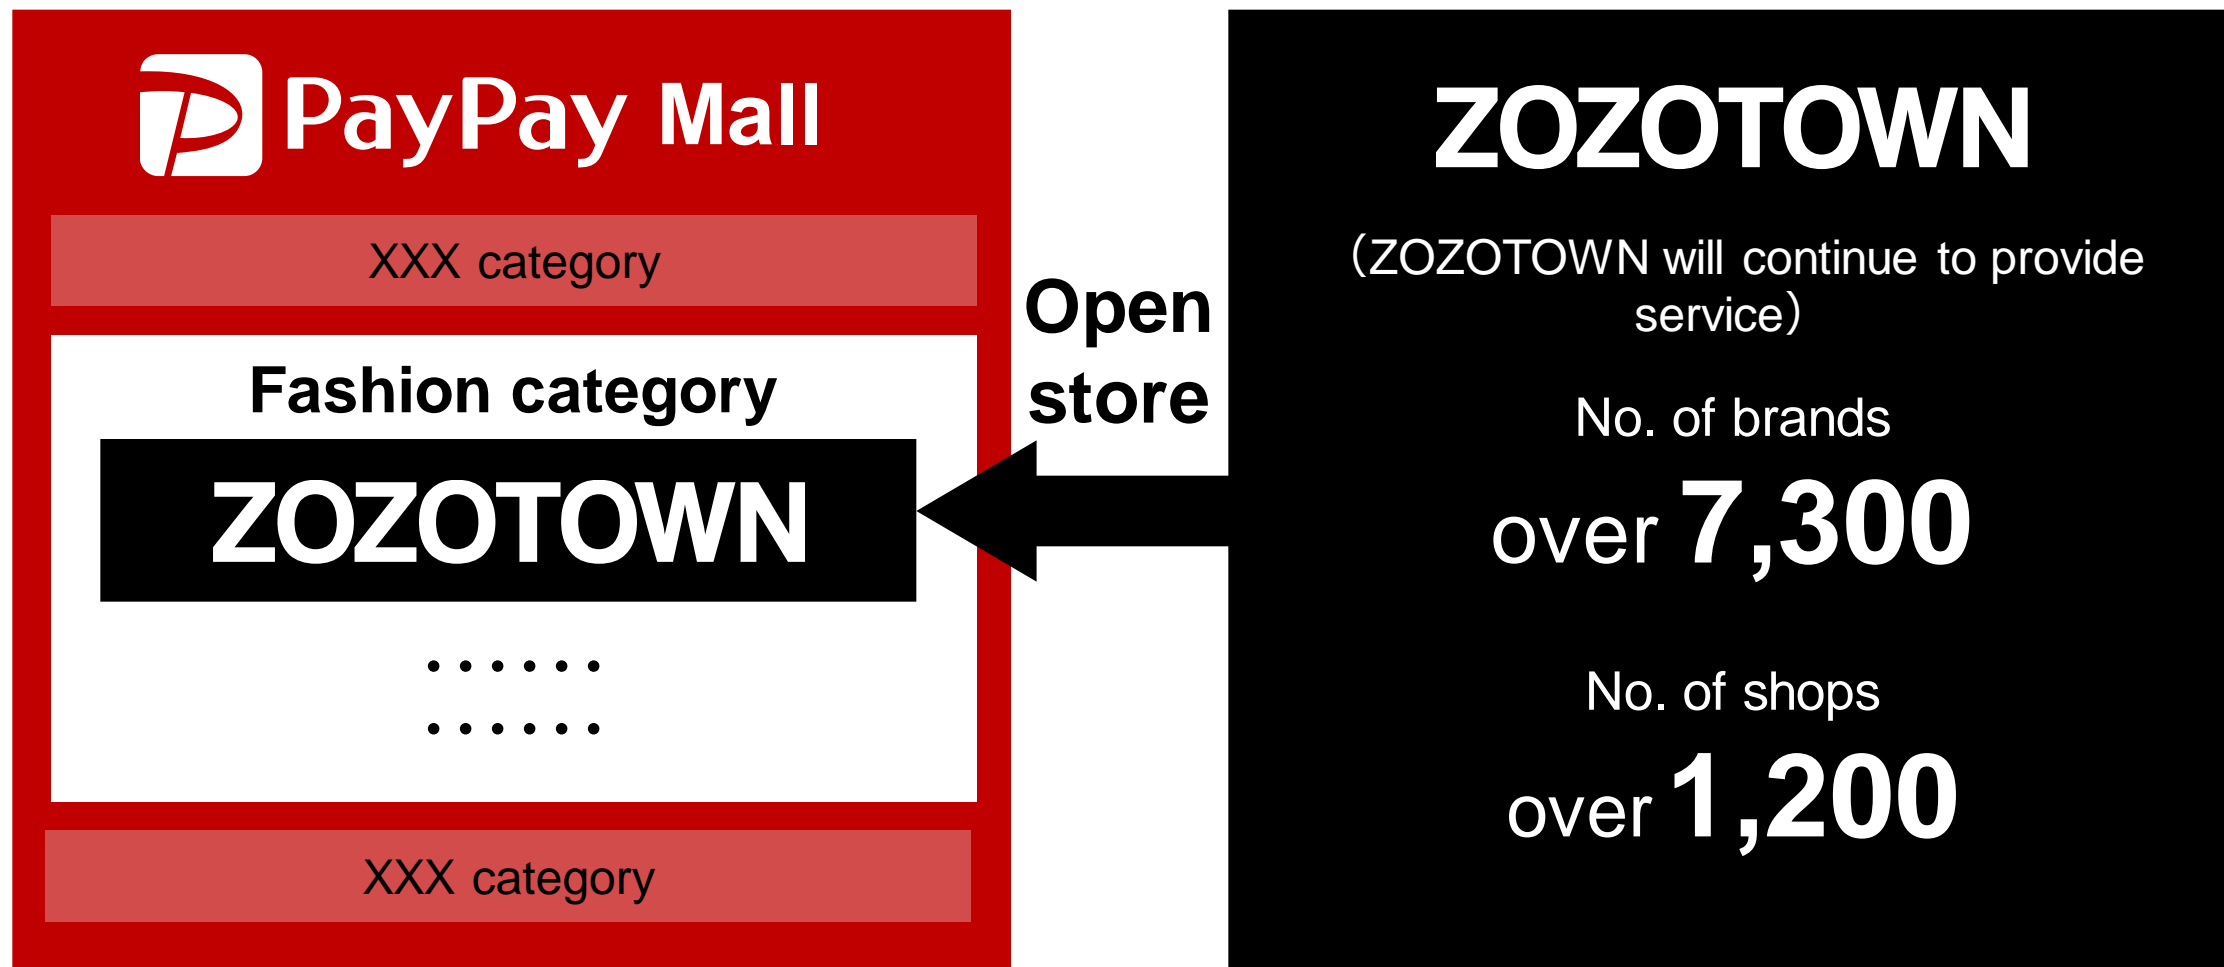 PayPay Mall
XXX category
Fashion category
ZOZOTOWN
・・・・・・
・・・・・・
XXX category
Open
store
ZOZOTOWN
（ZOZOTOWN will continue to provide
service）
No. of brands
over 7,300
No. of shops
over 1,200